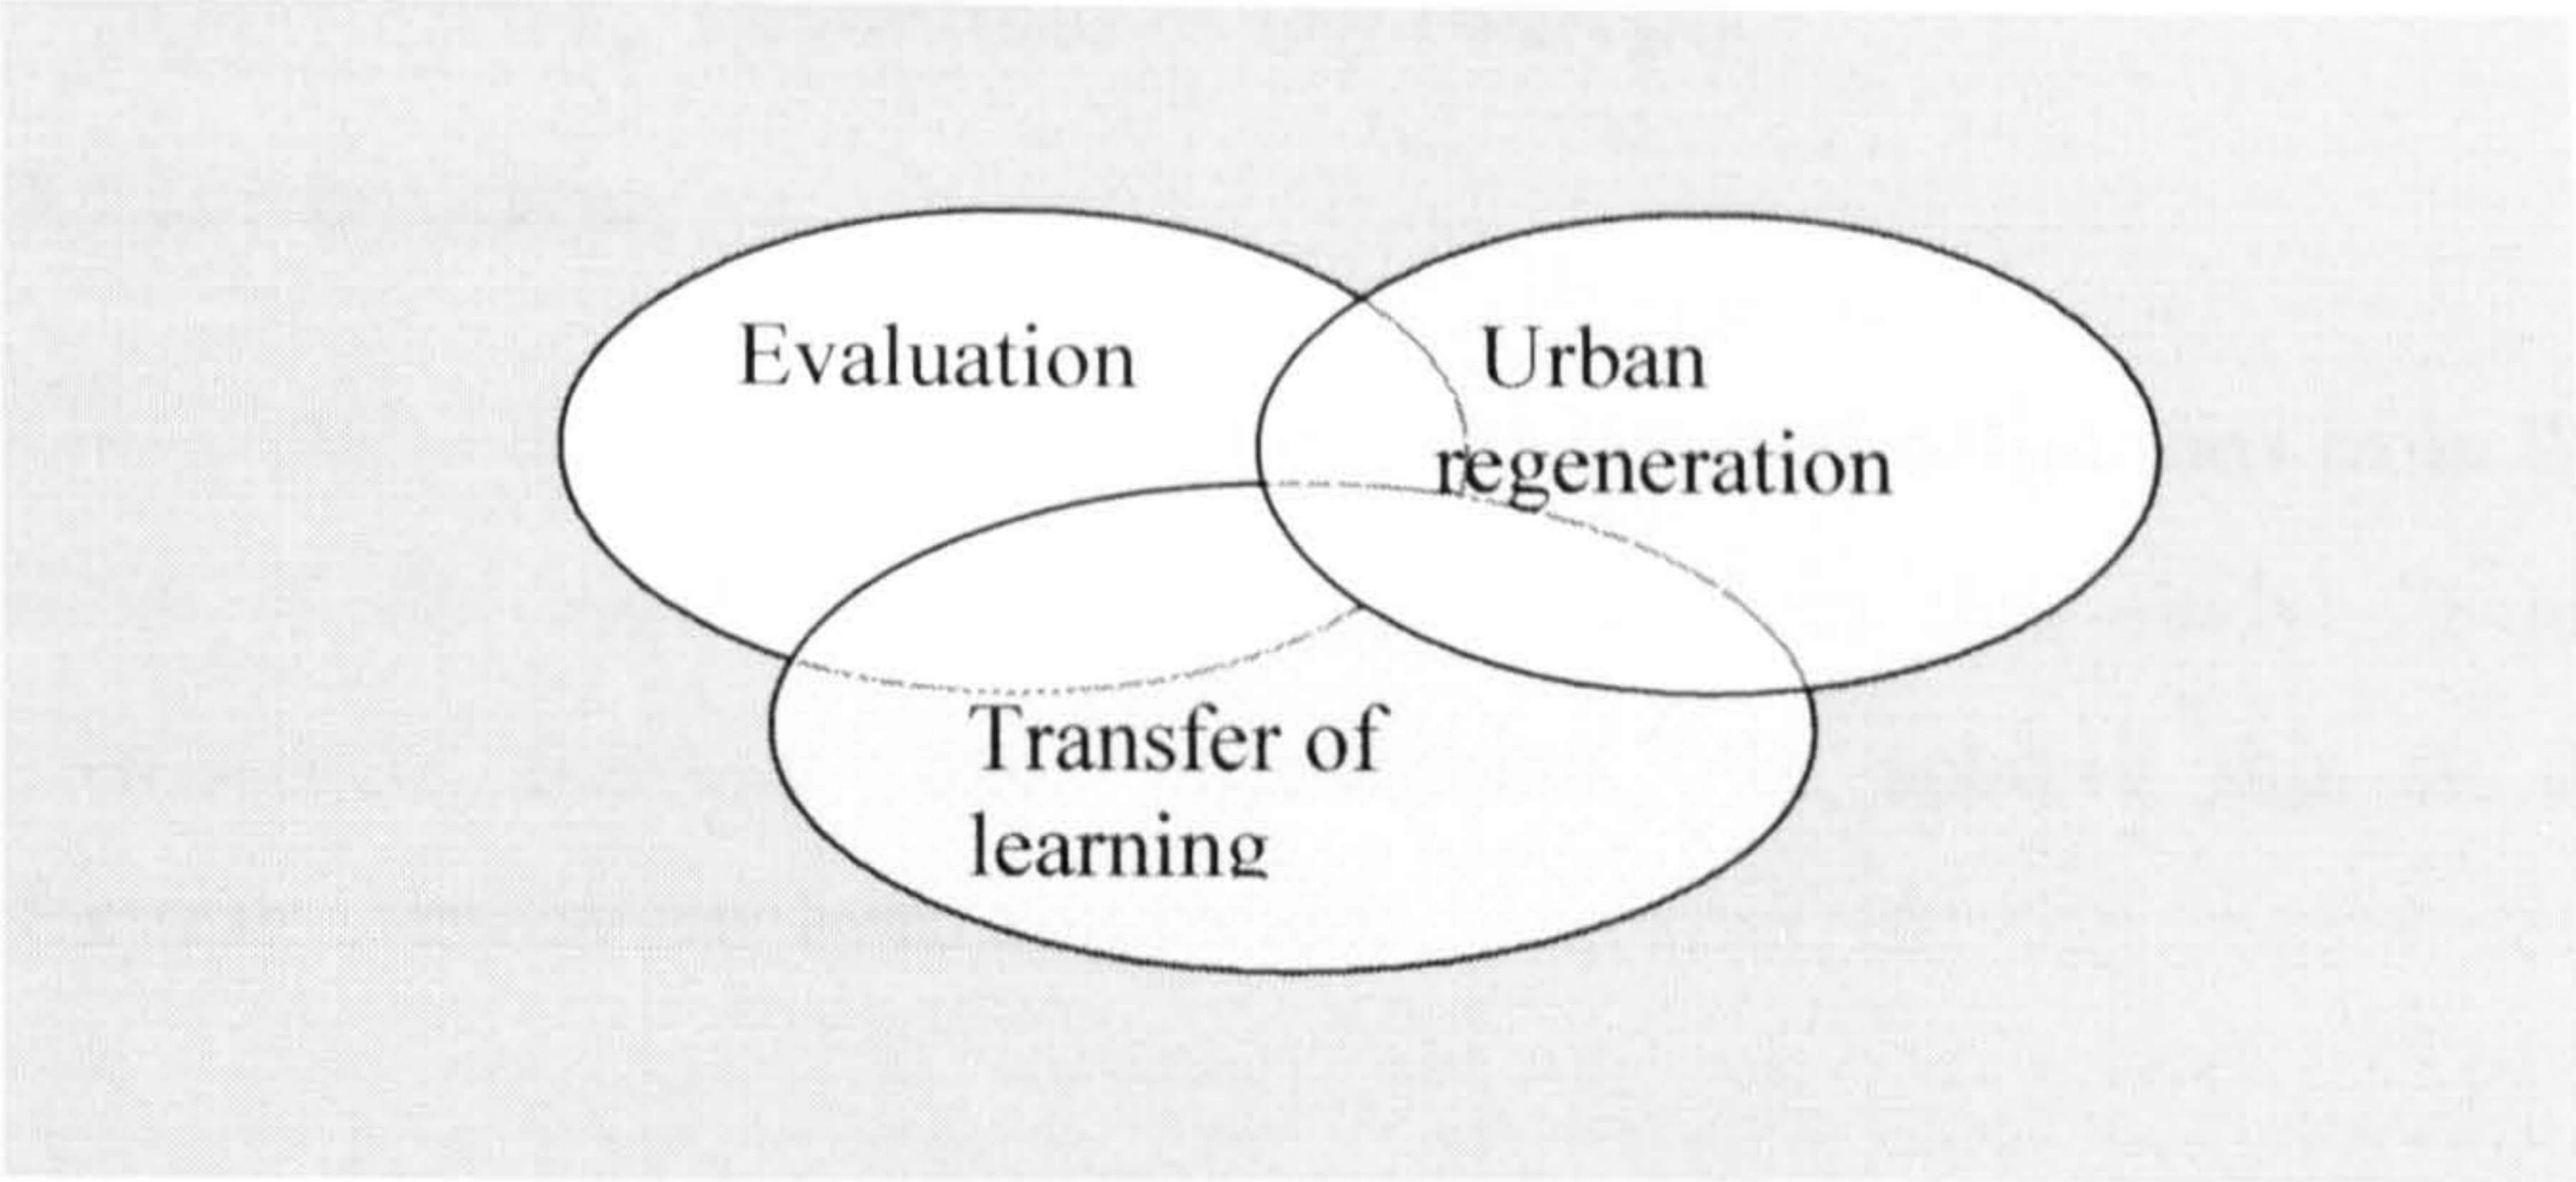 Evaluation
Urban
regeneration
Transfer of
learning